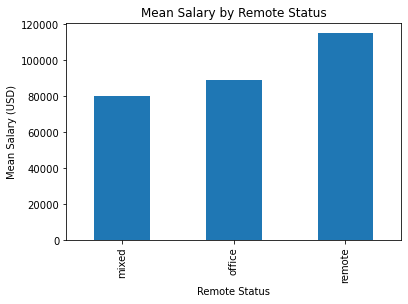 Mean Salary by Remote Status
120000
100000
80000
60000
40000
20000
0
Mean Salary (USD)
mixed
office
remote
Remote Status